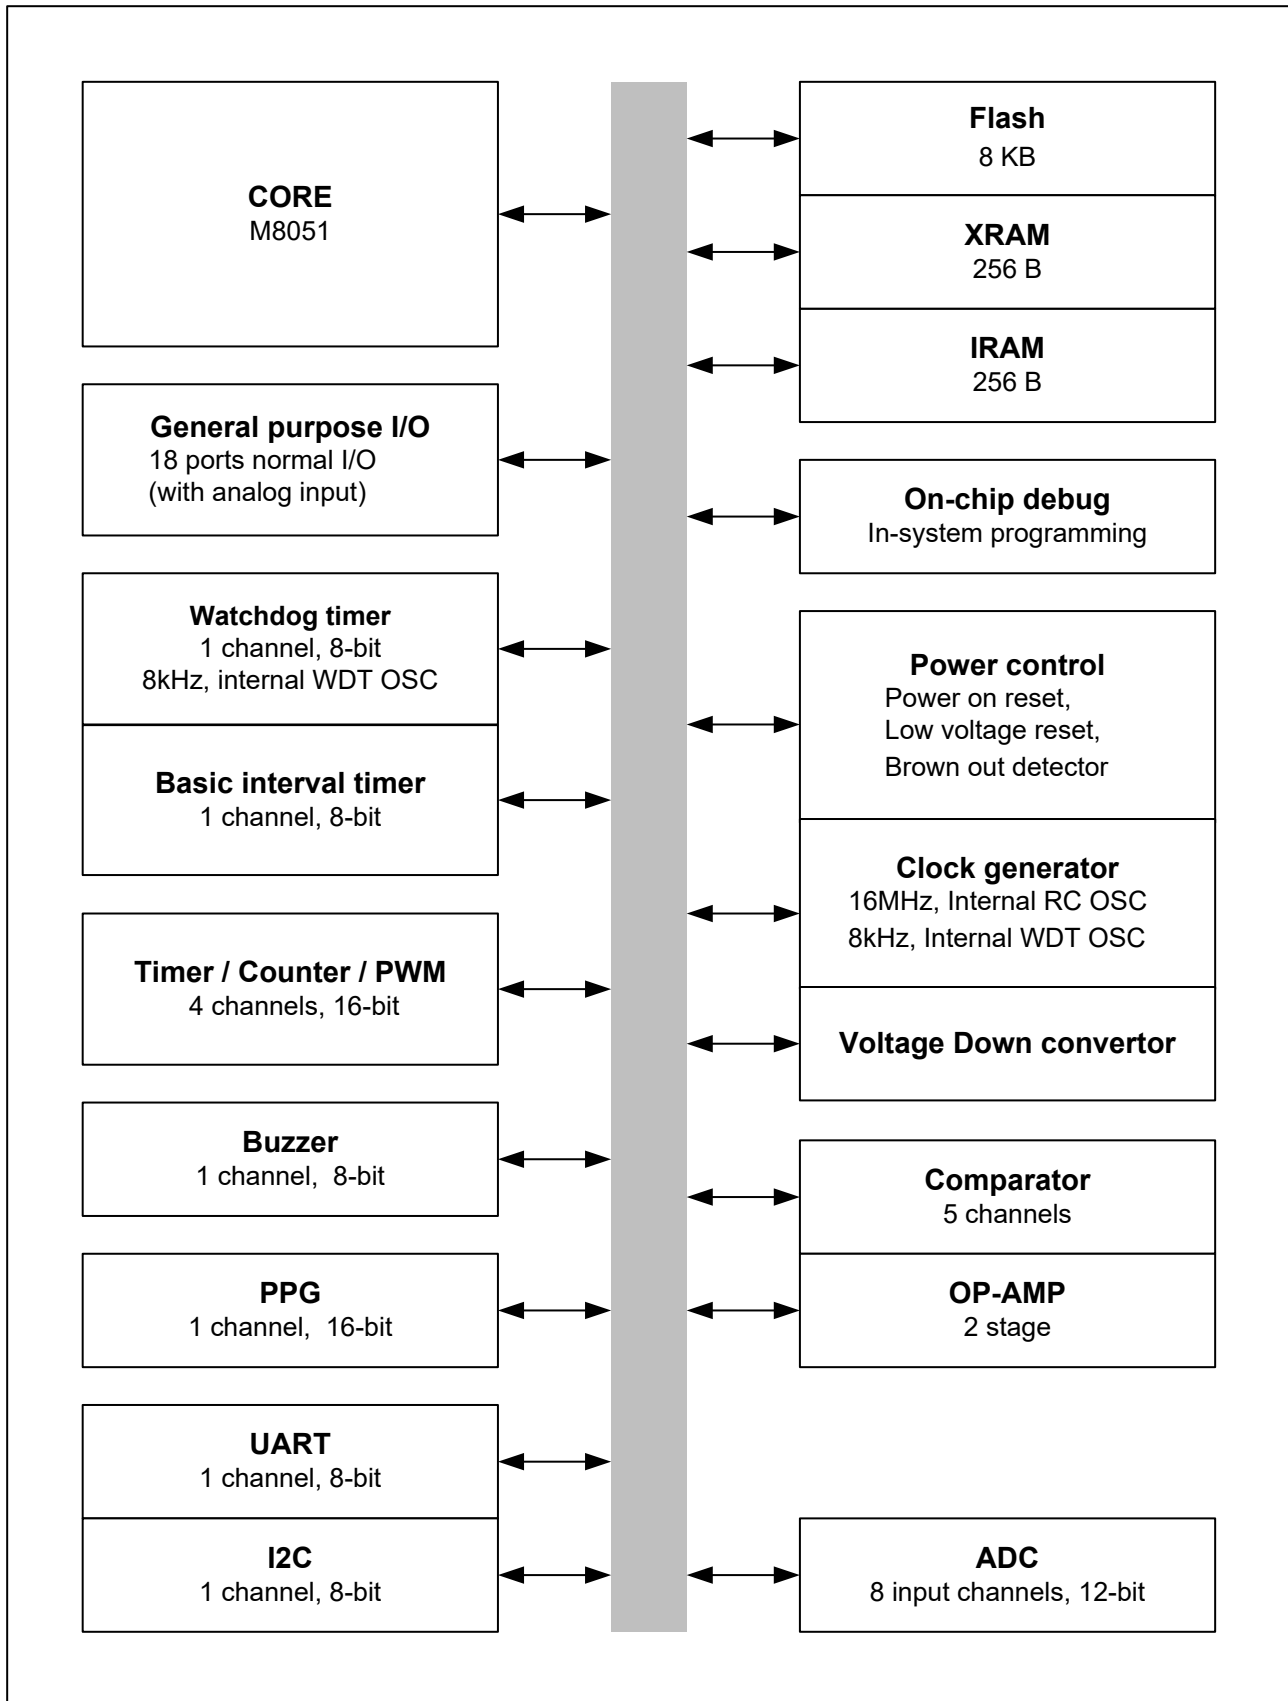 CORE
M8051
General purpose I/O
18 ports normal I/O
(with analog input)
Watchdog timer
1 channel, 8-bit
8kHz, internal WDT OSC
Basic interval timer
1 channel, 8-bit
Timer / Counter / PWM
4 channels, 16-bit
Buzzer
1 channel,  8-bit
PPG
1 channel,  16-bit
UART
1 channel, 8-bit
I2C
1 channel, 8-bit
Flash
8 KB
XRAM
256 B
IRAM
256 B
On-chip debug
In-system programming
Power control
Power on reset,
Low voltage reset,
Brown out detector
Clock generator
16MHz, Internal RC OSC
8kHz, Internal WDT OSC
Voltage Down convertor
Comparator
5 channels
OP-AMP
2 stage
ADC
8 input channels, 12-bit